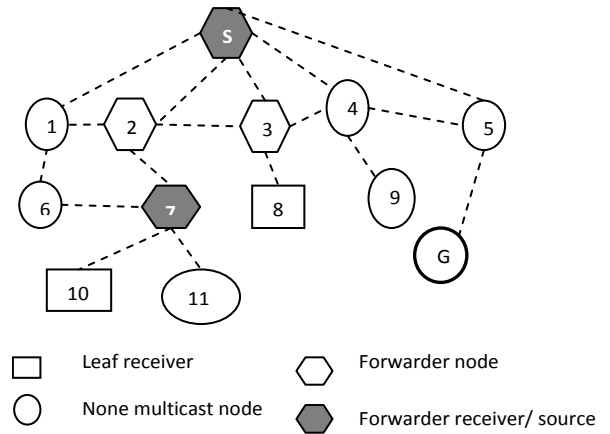 S
1
2
3
4
5
6
7
8
9
G
10
11
Leaf receiver
Forwarder node
None multicast node
Forwarder receiver/ source